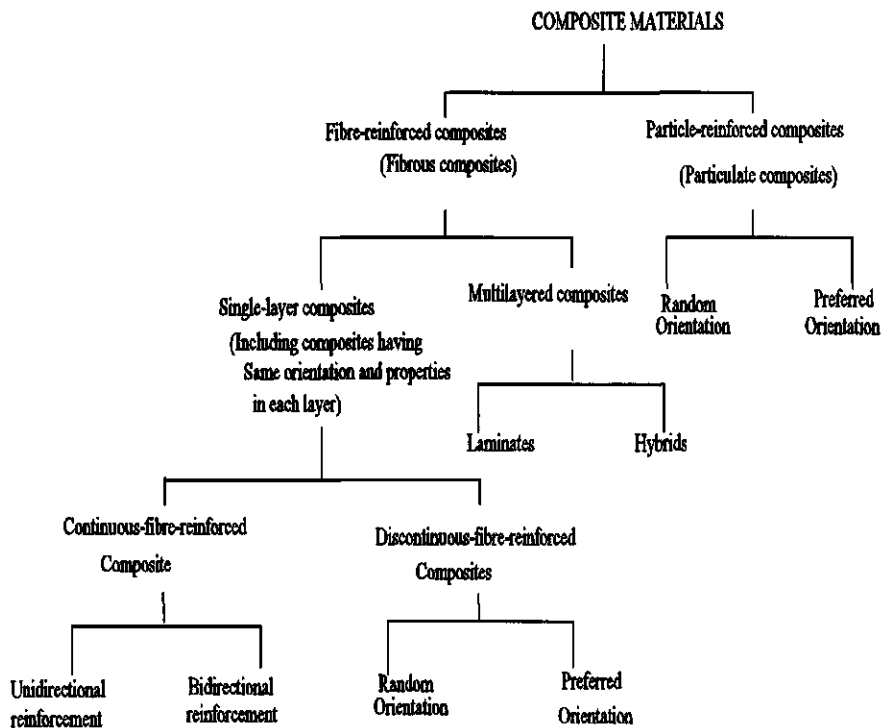 COMPOSITE MATERIALS
Fibre-reinforced composites
(Fibrous composites)
Particle-reinforced composites
(Particulate composites)
Single-layer composites
(Including composites having
Same orientation and properties
in each layer)
Multilayered composites
Random
Orientation
Preferred
Orientation
Laminates
Hybrids
Continuous-fibre-reinforced
Composite
Discontinuous-fibre-reinforced
Composites
Unidirectional
reinforcement
Bidirectional
reinforcement
Random
Orientation
Preferred
Orientation